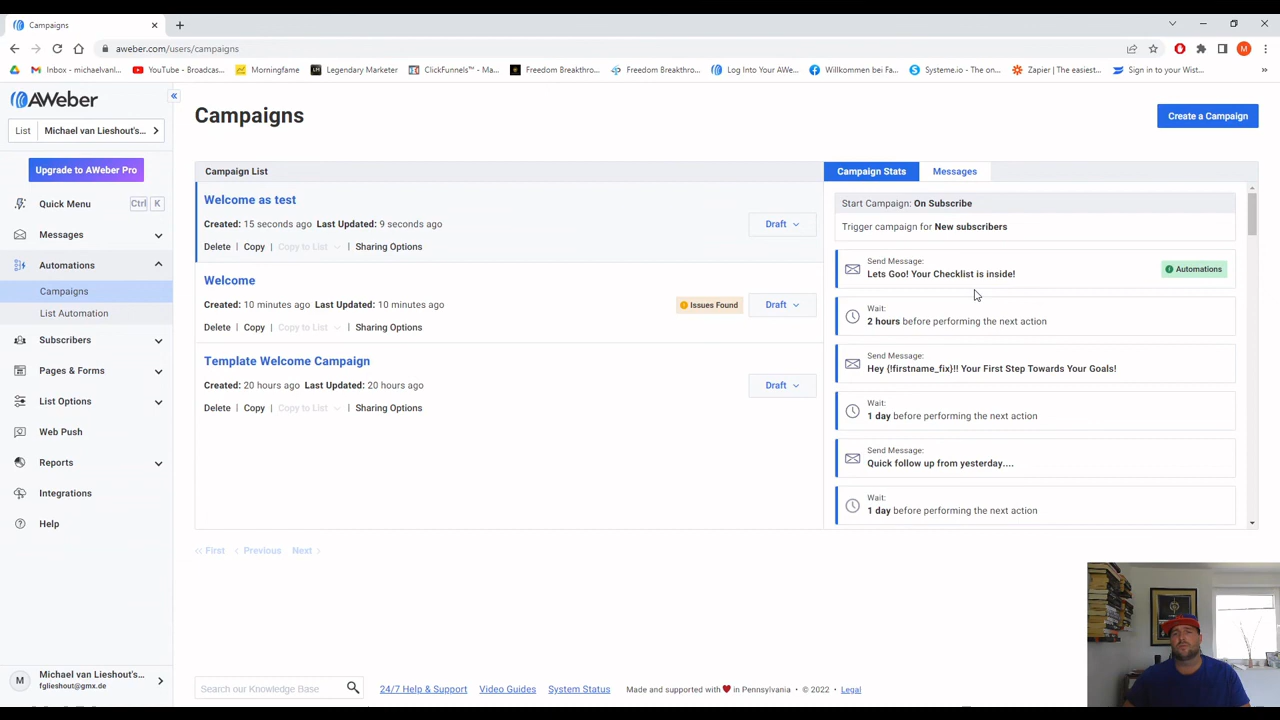 Campaigns
aweber.com/users/campaigns
M
Inbox - michaelvanl...
YouTube - Broadcas...
Morningfame
Legendary Marketer
ClickFunnels™ - Ma...
Freedom Breakthro...
Freedom Breakthro...
Log Into Your AWe...
Willkommen bei Fa...
Systeme.io - The on...
Zapier | The easiest...
Sign in to your Wist...
»
AWeber
«
List
Michael van Lieshout's...
Upgrade to AWeber Pro
Quick Menu
Ctrl
K
Messages
Automations
Campaigns
List Automation
Subscribers
Pages & Forms
List Options
Web Push
Reports
Integrations
Help
M
Michael van Lieshout's...
fglieshout@gmx.de
Campaigns
Create a Campaign
Campaign List
Welcome as test
Created: 15 seconds ago Last Updated: 9 seconds ago
Draft
Delete | Copy | Copy to List | Sharing Options
Welcome
Created: 10 minutes ago Last Updated: 10 minutes ago
Issues Found
Draft
Delete | Copy | Copy to List | Sharing Options
Template Welcome Campaign
Created: 20 hours ago Last Updated: 20 hours ago
Draft
Delete | Copy | Copy to List | Sharing Options
Campaign Stats
Messages
Start Campaign: On Subscribe
Trigger campaign for New subscribers
Send Message:
Lets Goo! Your Checklist is inside!
Automations
Wait:
2 hours before performing the next action
Send Message:
Hey {!firstname_fix}!! Your First Step Towards Your Goals!
Wait:
1 day before performing the next action
Send Message:
Quick follow up from yesterday....
Wait:
1 day before performing the next action
First
Previous
Next
Search our Knowledge Base
24/7 Help & Support
Video Guides
System Status
Made and supported with in Pennsylvania • © 2022 • Legal